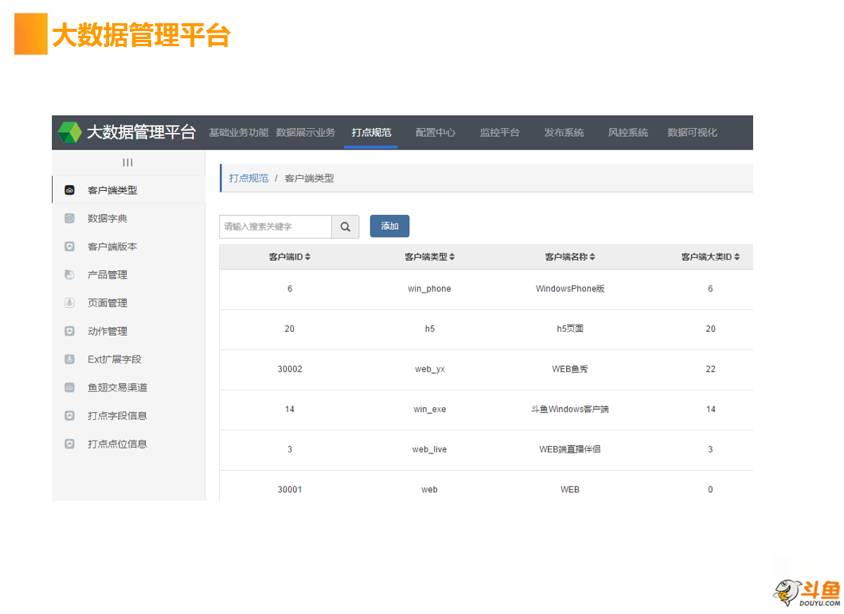 大数据管理平台
大数据管理平台 基础业务功能 数据展示业务 打点规范 配置中心 监控平台 发布系统 风控系统 数据可视化
客户端类型
数据字典
客户端版本
产品管理
页面管理
动作管理
Ext扩展字段
鱼翅交易渠道
打点字段信息
打点点位信息
打点规范 / 客户端类型
请输入搜索关键字 添加
客户端ID 客户端类型 客户端名称 客户端大类ID
6 win_phone WindowsPhone版 6
20 h5 h5页面 20
30002 web_yx WEB鱼秀 22
14 win_exe 斗鱼Windows客户端 14
3 web_live WEB端直播伴侣 3
30001 web WEB 0
斗鱼
DOUYU.COM